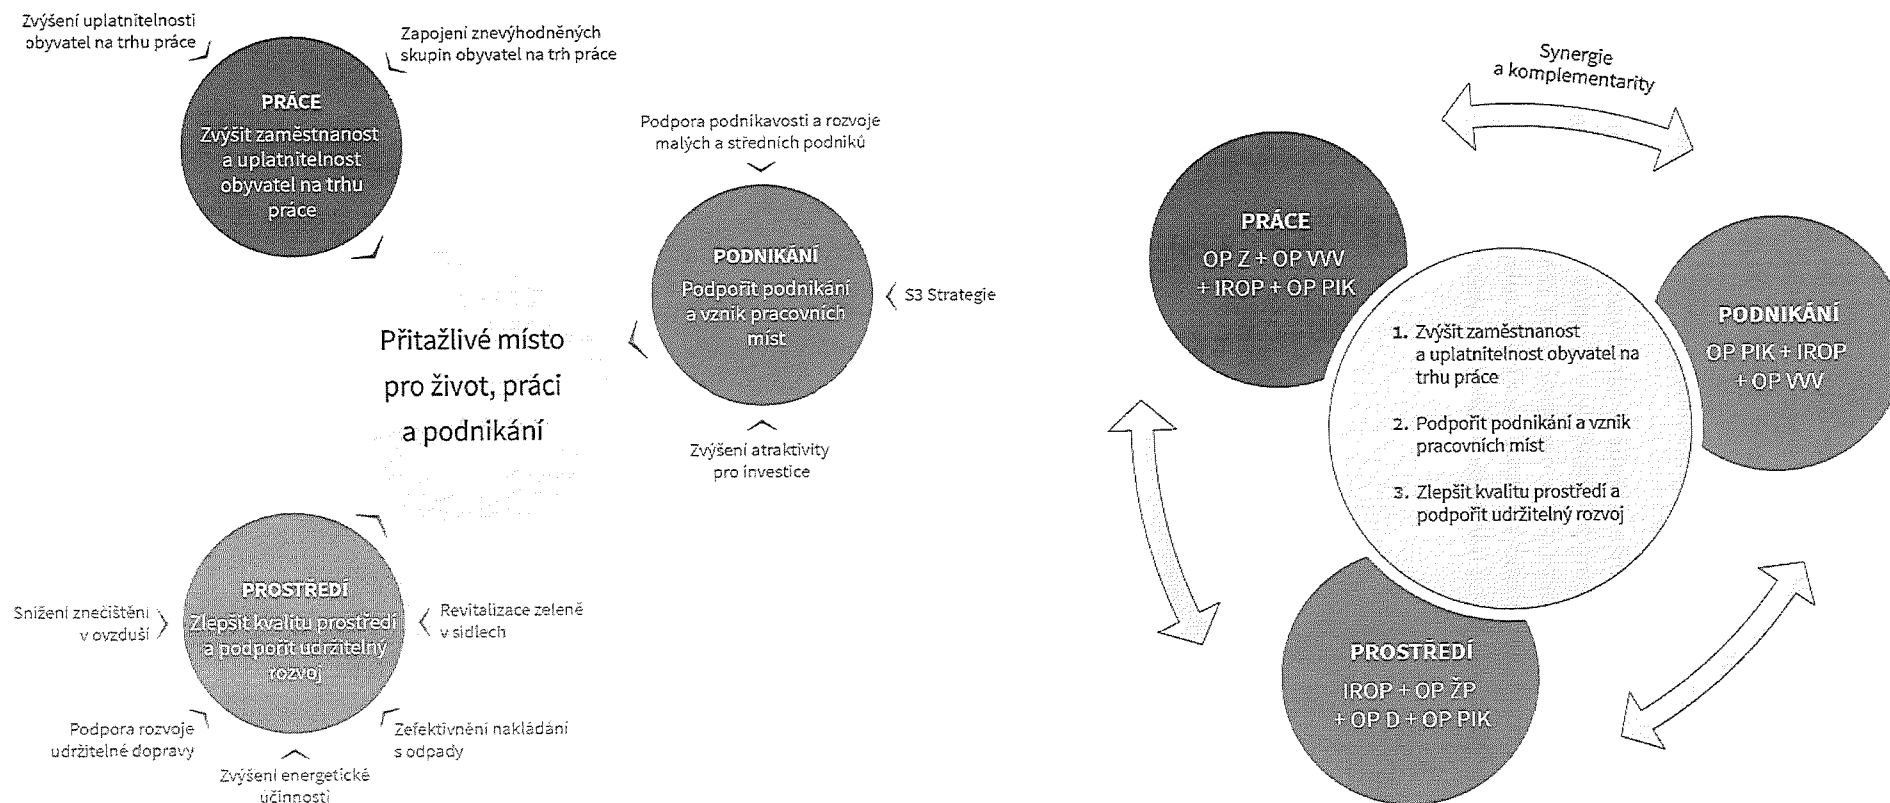 Zvýšení uplatnitelnosti
obyvatel na trhu práce
Zapojení znevýhodněných
skupin obyvatel na trh práce
PRÁCE
Zvýšit zaměstnanost
a uplatnitelnost
obyvatel na trhu
práce
Podpora podnikavosti a rozvoje
malých a středních podniků
PODNIKÁNÍ
Podpořit podnikání
a vznik pracovních
míst
S3 Strategie
Zvýšení atraktivity
pro investice
Přitažlivé místo
pro život, práci
a podnikání
PROSTŘEDÍ
Zlepšit kvalitu prostředí
a podpořit udržitelný
rozvoj
Snížení znečištění
v ovzduší
Revitalizace zeleně
v sídlech
Podpora rozvoje
udržitelné dopravy
Zvýšení energetické
účinnosti
Zefektivnění nakládání
s odpady
Synergie
a komplementarity
PRÁCE
OP Z + OP VVV
+ IROP + OP PIK
PODNIKÁNÍ
OP PIK + IROP
+ OP VVV
1. Zvýšit zaměstnanost
a uplatnitelnost obyvatel na
trhu práce
2. Podpořit podnikání a vznik
pracovních míst
3. Zlepšit kvalitu prostředí a
podpořit udržitelný rozvoj
PROSTŘEDÍ
IROP + OP ŽP
+ OP D + OP PIK